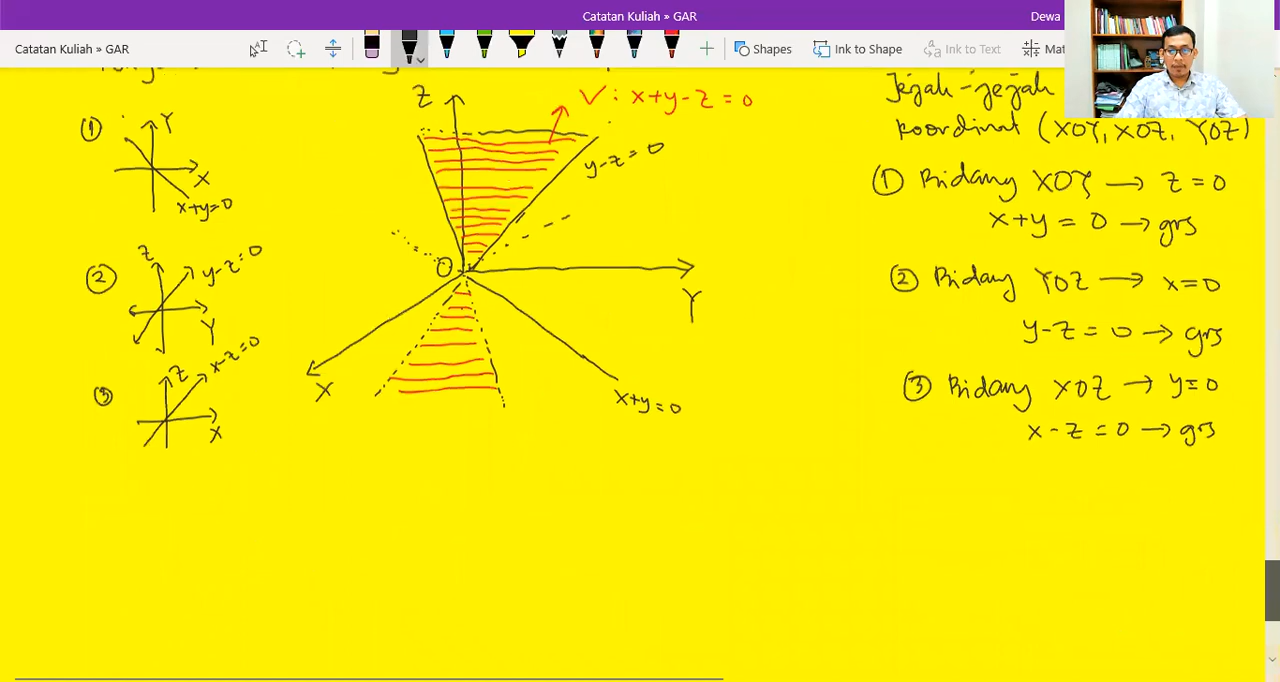 Catatan Kuliah » GAR
Dewa
Catatan Kuliah » GAR
Shapes
Ink to Shape
Ink to Text
Mat
Z
V: x+y-z=0
y-z=0
O
Y
X
x+y=0
① Y
X
x+y=0
② Z
y-z=0
Y
③ Z
x-z=0
X
Jejak-jejak
koordinat (XOY, XOZ, YOZ)
① Bidang XOY → z=0
x+y = 0 → grs
② Bidang YOZ → x=0
y-z = 0 → grs
③ Bidang XOZ → y=0
x-z = 0 → grs